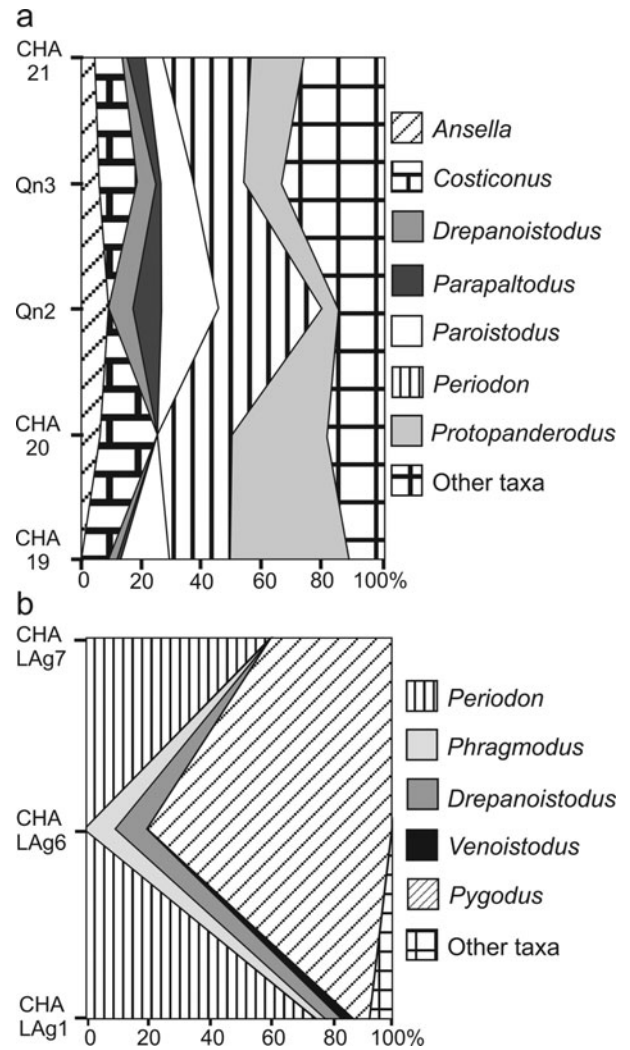 a
CHA
21
Qn3
Qn2
CHA
20
CHA
19
0 20 40 60 80 100%
Ansella
Costiconus
Drepanoistodus
Parapaltodus
Paroistodus
Periodon
Protopanderodus
Other taxa
b
CHA
LAg7
CHA
LAg6
CHA
LAg1
0 20 40 60 80 100%
Periodon
Phragmodus
Drepanoistodus
Venoistodus
Pygodus
Other taxa